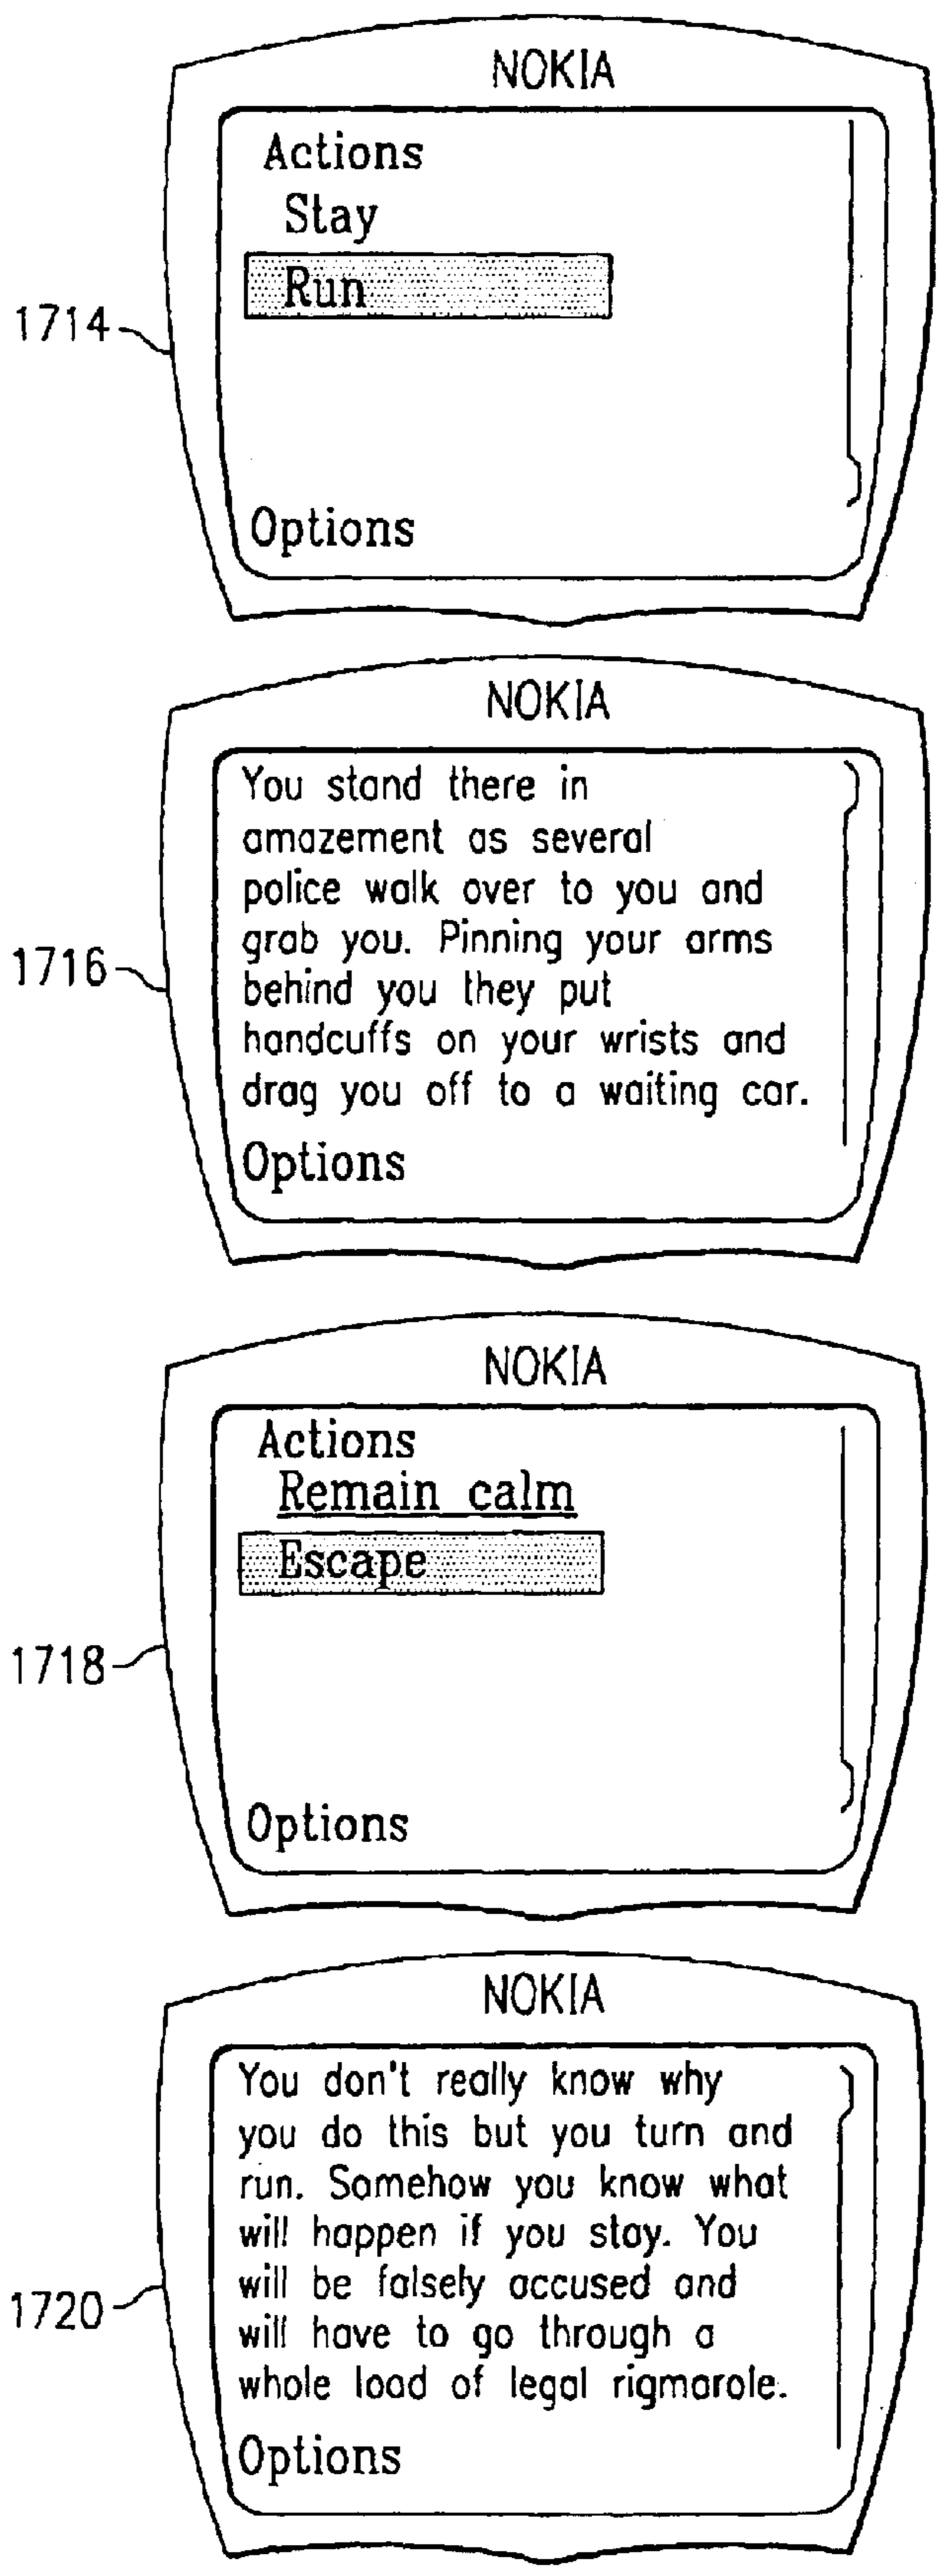 NOKIA
Actions
Stay
Run
1714
Options
NOKIA
You stand there in
amazement as several
police walk over to you and
grab you. Pinning your arms
1716
behind you they put
handcuffs on your wrists and
drag you off to a waiting car.
Options
NOKIA
Actions
Remain calm
Escape
1718
Options
NOKIA
You don't really know why
you do this but you turn and
run. Somehow you know what
will happen if you stay. You
will be falsely accused and
1720
will have to go through a
whole load of legal rigmarole.
Options